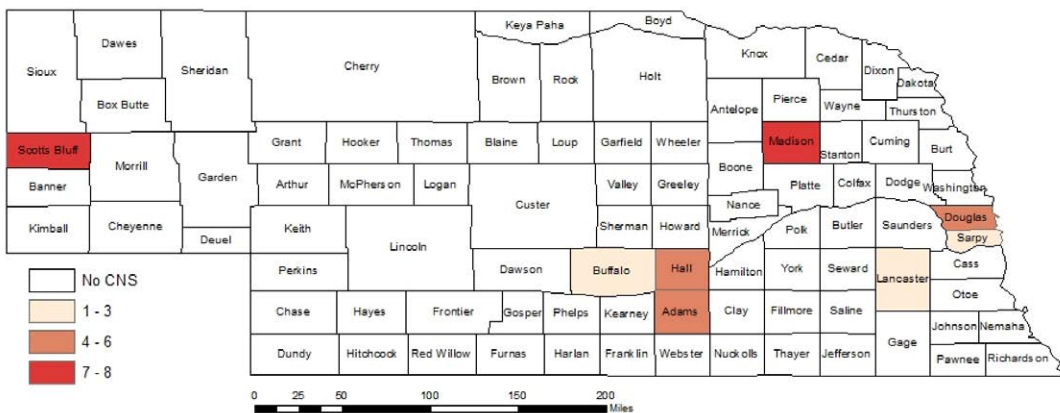 Keya Paha
Boyd
Dawes
Sioux
Sheridan
Cherry
Brown
Rock
Holt
Knox
Cedar
Dixon
Dakota
Box Butte
Antelope
Pierce
Wayne
Thurston
Scotts Bluff
Morrill
Garden
Grant
Hooker
Thomas
Blaine
Loup
Garfield
Wheeler
Boone
Madison
Stanton
Cuming
Burt
Banner
Arthur
McPherson
Logan
Custer
Valley
Greeley
Nance
Platte
Colfax
Dodge
Washington
Kimball
Cheyenne
Deuel
Keith
Lincoln
Sherman
Howard
Merrick
Polk
Butler
Saunders
Douglas
Sarpy
Perkins
Dawson
Buffalo
Hall
Hamilton
York
Seward
Lancaster
Cass
Otoe
Chase
Hayes
Frontier
Gosper
Phelps
Kearney
Adams
Clay
Fillmore
Saline
Gage
Johnson
Nemaha
Dundy
Hitchcock
Red Willow
Furnas
Harlan
Franklin
Webster
Nuckolls
Thayer
Jefferson
Pawnee
Richardson
No CNS
1 - 3
4 - 6
7 - 8
0 25 50 100 150 200
Miles